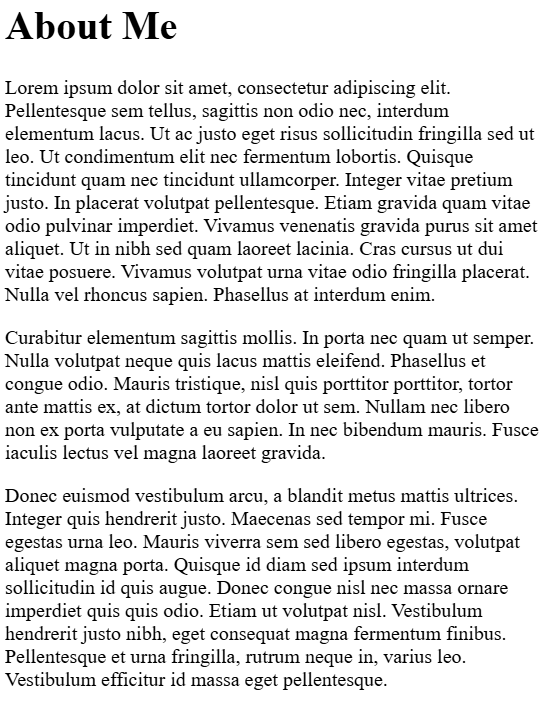 About Me
Lorem ipsum dolor sit amet, consectetur adipiscing elit.
Pellentesque sem tellus, sagittis non odio nec, interdum
elementum lacus. Ut ac justo eget risus sollicitudin fringilla sed ut
leo. Ut condimentum elit nec fermentum lobortis. Quisque
tincidunt quam nec tincidunt ullamcorper. Integer vitae pretium
justo. In placerat volutpat pellentesque. Etiam gravida quam vitae
odio pulvinar imperdiet. Vivamus venenatis gravida purus sit amet
aliquet. Ut in nibh sed quam laoreet lacinia. Cras cursus ut dui
vitae posuere. Vivamus volutpat urna vitae odio fringilla placerat.
Nulla vel rhoncus sapien. Phasellus at interdum enim.
Curabitur elementum sagittis mollis. In porta nec quam ut semper.
Nulla volutpat neque quis lacus mattis eleifend. Phasellus et
congue odio. Mauris tristique, nisl quis porttitor porttitor, tortor
ante mattis ex, at dictum tortor dolor ut sem. Nullam nec libero
non ex porta vulputate a eu sapien. In nec bibendum mauris. Fusce
iaculis lectus vel magna laoreet gravida.
Donec euismod vestibulum arcu, a blandit metus mattis ultrices.
Integer quis hendrerit justo. Maecenas sed tempor mi. Fusce
egestas urna leo. Mauris viverra sem sed libero egestas, volutpat
aliquet magna porta. Quisque id diam sed ipsum interdum
sollicitudin id quis augue. Donec congue nisl nec massa ornare
imperdiet quis quis odio. Etiam ut volutpat nisl. Vestibulum
hendrerit justo nibh, eget consequat magna fermentum finibus.
Pellentesque et urna fringilla, rutrum neque in, varius leo.
Vestibulum efficitur id massa eget pellentesque.